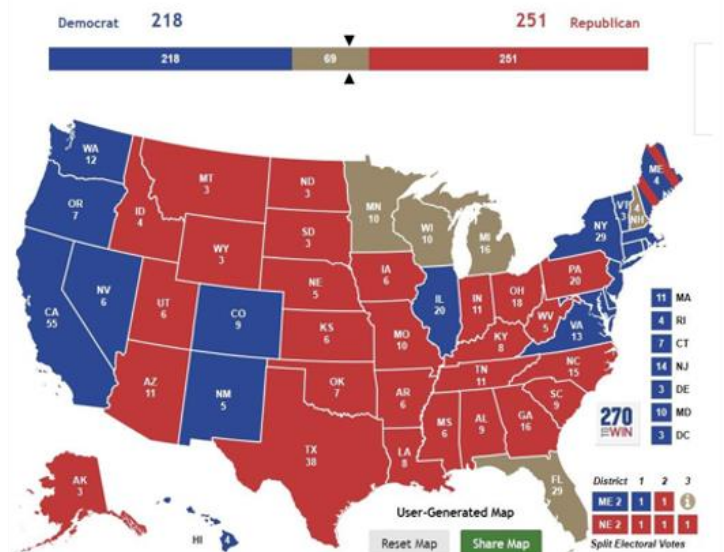 Democrat 218 251 Republican
218 69 251
WA
12
OR
7
CA
55
NV
6
ID
4
MT
3
WY
3
UT
6
AZ
11
CO
9
NM
5
ND
3
SD
3
NE
5
KS
6
OK
7
TX
38
MN
10
IA
6
MO
10
AR
6
LA
8
WI
10
IL
20
MI
16
IN
11
OH
18
KY
8
TN
11
MS
6
AL
9
GA
16
FL
29
SC
9
NC
15
VA
13
WV
5
PA
20
NY
29
VT
3
4
NH
ME
4
AK
3
HI 4
11 MA
4 RI
7 CT
14 NJ
3 DE
10 MD
3 DC
270
TO WIN
District 1 2 3
ME 2 1 1 i
NE 2 1 1 1
Split Electoral Votes
User-Generated Map
Reset Map Share Map